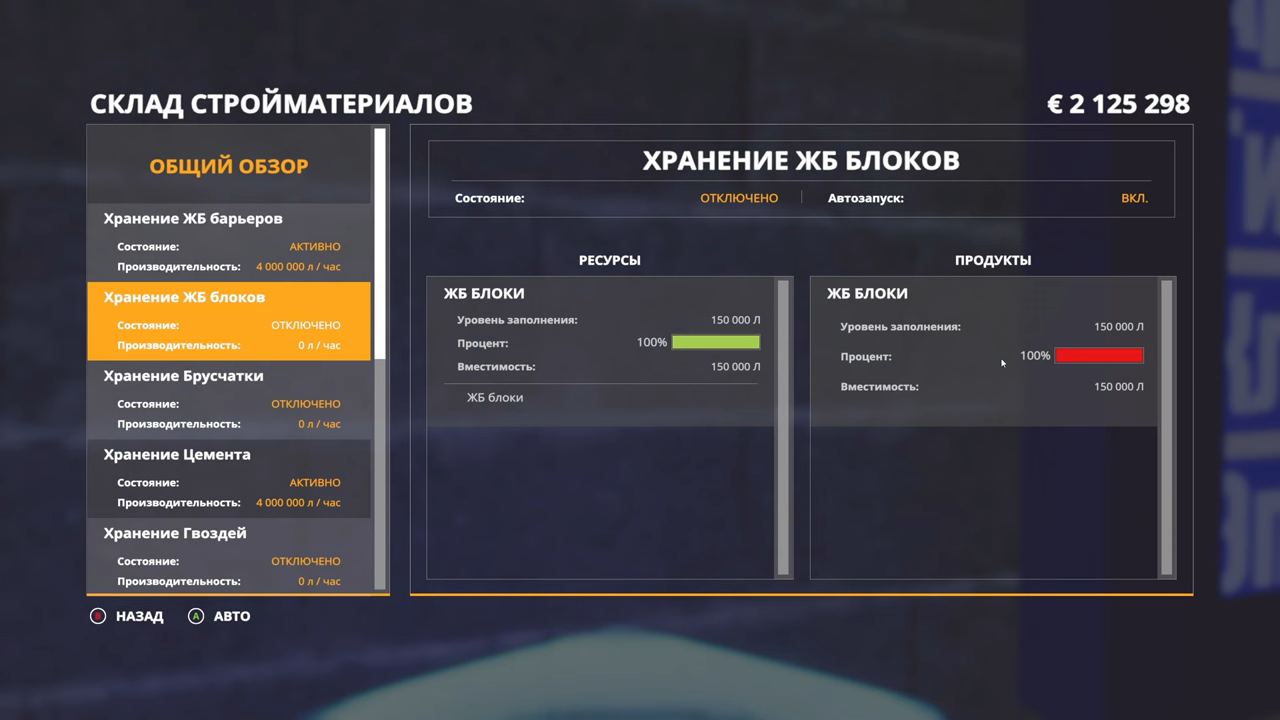 СКЛАД СТРОЙМАТЕРИАЛОВ
€ 2 125 298
ОБЩИЙ ОБЗОР
Хранение ЖБ барьеров
Состояние: АКТИВНО
Производительность: 4 000 000 л / час
Хранение ЖБ блоков
Состояние: ОТКЛЮЧЕНО
Производительность: 0 л / час
Хранение Брусчатки
Состояние: ОТКЛЮЧЕНО
Производительность: 0 л / час
Хранение Цемента
Состояние: АКТИВНО
Производительность: 4 000 000 л / час
Хранение Гвоздей
Состояние: ОТКЛЮЧЕНО
Производительность: 0 л / час
ХРАНЕНИЕ ЖБ БЛОКОВ
Состояние: ОТКЛЮЧЕНО Автозапуск: ВКЛ.
РЕСУРСЫ
ЖБ БЛОКИ
Уровень заполнения: 150 000 Л
Процент: 100%
Вместимость: 150 000 Л
ЖБ блоки
ПРОДУКТЫ
ЖБ БЛОКИ
Уровень заполнения: 150 000 Л
Процент: 100%
Вместимость: 150 000 Л
B НАЗАД A АВТО